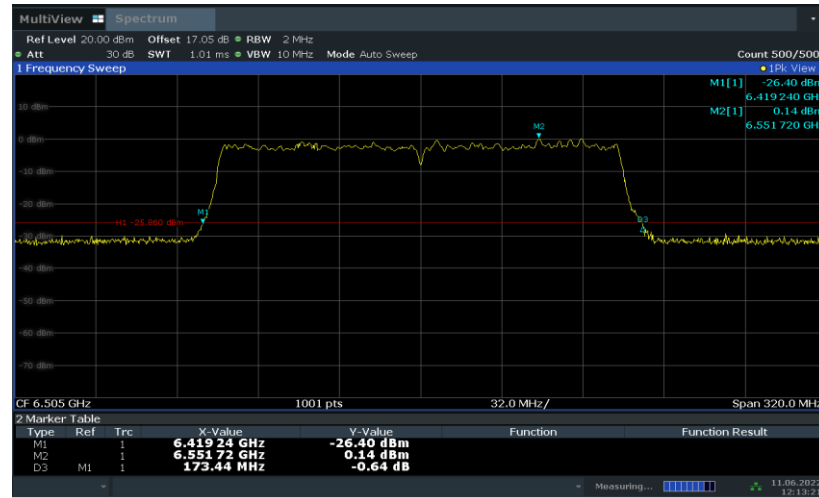 MultiView Spectrum
Ref Level 20.00 dBm Offset 17.05 dB RBW 2 MHz
Att 30 dB SWT 1.01 ms VBW 10 MHz Mode Auto Sweep Count 500/500
1 Frequency Sweep 1Pk View
M1[1] -26.40 dBm
6.419240 GHz
M2[1] 0.14 dBm
6.551720 GHz
10 dBm
M2
0 dBm
-10 dBm
-20 dBm
M1
D3
H1 -25.860 dBm
-30 dBm
-40 dBm
-50 dBm
-60 dBm
-70 dBm
CF 6.505 GHz 1001 pts 32.0 MHz/ Span 320.0 MHz
2 Marker Table
Type Ref Trc X-Value Y-Value Function Function Result
M1 1 6.419 24 GHz -26.40 dBm
M2 1 6.551 72 GHz 0.14 dBm
D3 M1 1 173.44 MHz -0.64 dB
Measuring... 11.06.2022
12:13:21